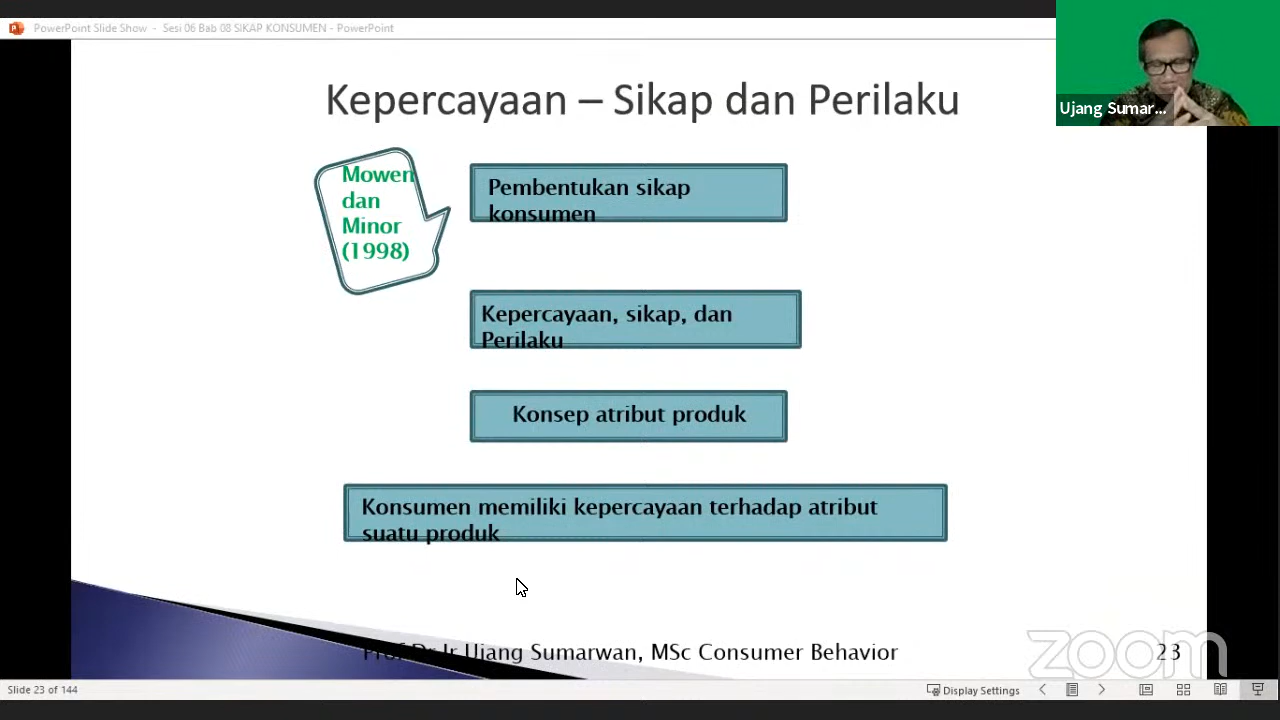 PowerPoint Slide Show - Sesi 06 Bab 08 SIKAP KONSUMEN - PowerPoint
Ujang Sumar...
Kepercayaan – Sikap dan Perilaku
Mowen
dan
Minor
(1998)
Pembentukan sikap
konsumen
Kepercayaan, sikap, dan
Perilaku
Konsep atribut produk
Konsumen memiliki kepercayaan terhadap atribut
suatu produk
Prof Dr Ir Ujang Sumarwan, MSc Consumer Behavior
23
zoom
Slide 23 of 144
Display Settings